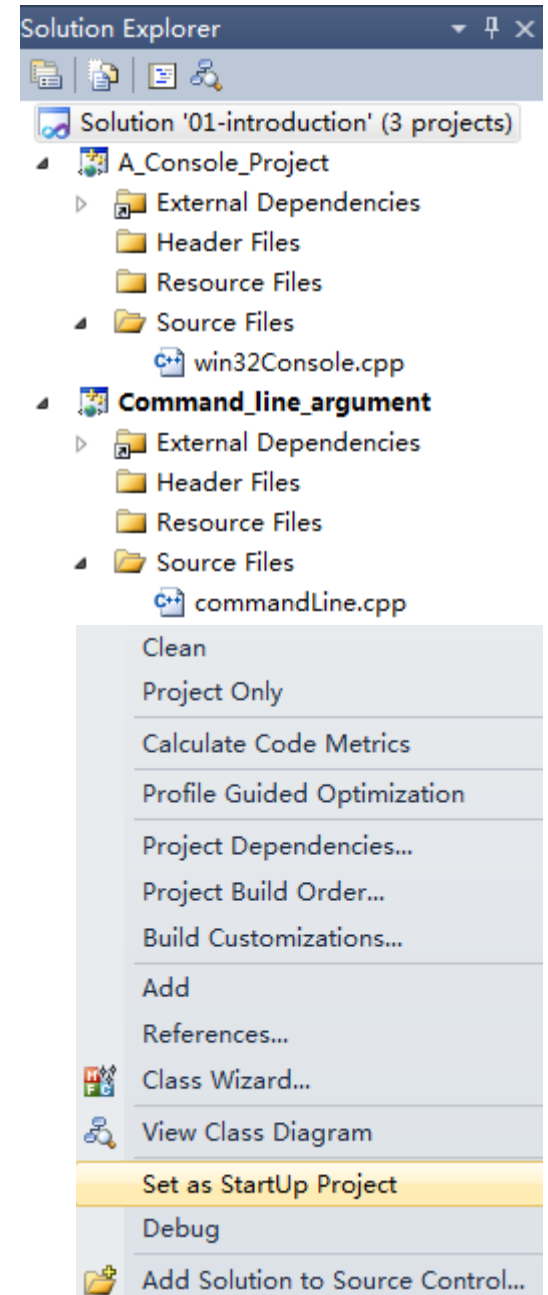 Solution Explorer
Solution '01-introduction' (3 projects)
A_Console_Project
External Dependencies
Header Files
Resource Files
Source Files
win32Console.cpp
Command_line_argument
External Dependencies
Header Files
Resource Files
Source Files
commandLine.cpp
Clean
Project Only
Calculate Code Metrics
Profile Guided Optimization
Project Dependencies...
Project Build Order...
Build Customizations...
Add
References...
Class Wizard...
View Class Diagram
Set as StartUp Project
Debug
Add Solution to Source Control...